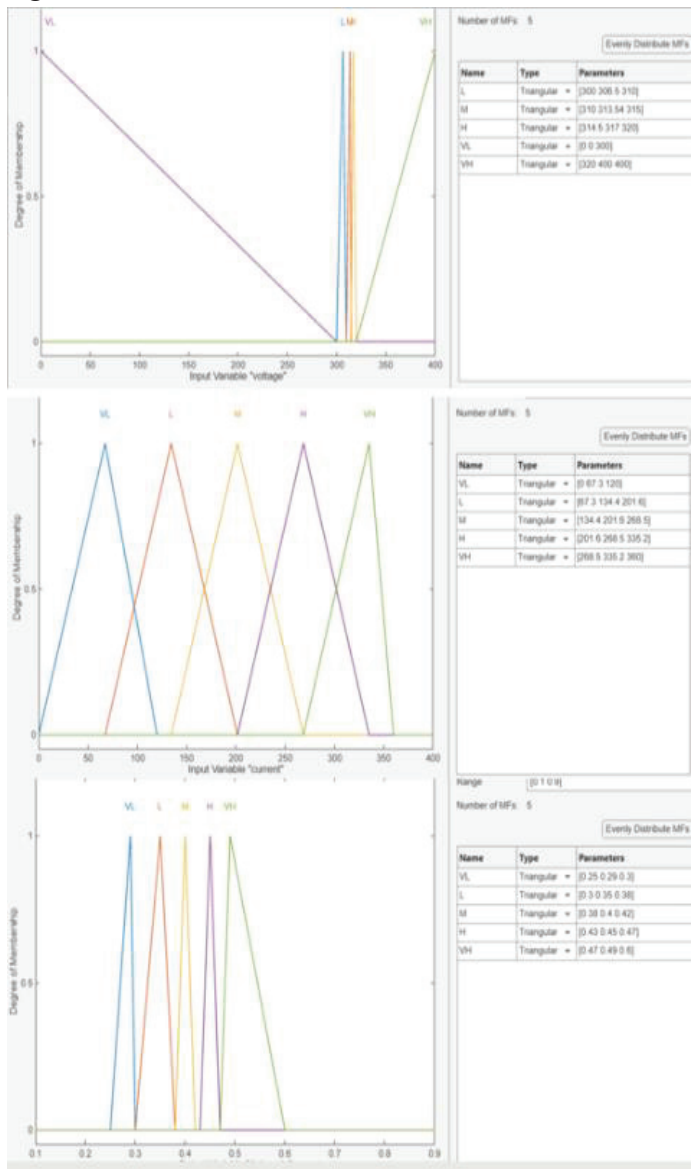 VL L M VH
Number of MFs 5
Evenly Distribute MFs
Name Type Parameters
L Triangular [300 306.5 310]
M Triangular [310 313.54 315]
H Triangular [314.5 317 320]
VL Triangular [0 0 300]
VH Triangular [320 400 400]
Degree of Membership
1
0.5
0
0 50 100 150 200 250 300 350 400
Input Variable "voltage"
VL L M H VH
Number of MFs 5
Evenly Distribute MFs
Name Type Parameters
VL Triangular [0 67.3 120]
L Triangular [67.3 134.4 201.6]
M Triangular [134.4 201.6 268.5]
H Triangular [201.6 268.5 335.2]
VH Triangular [268.5 335.2 360]
Degree of Membership
1
0.5
0
0 50 100 150 200 250 300 350 400
Input Variable "current"
Range [0.1 0.9]
VL L M H VH
Number of MFs 5
Evenly Distribute MFs
Name Type Parameters
VL Triangular [0.25 0.29 0.3]
L Triangular [0.3 0.35 0.38]
M Triangular [0.38 0.4 0.42]
H Triangular [0.43 0.45 0.47]
VH Triangular [0.47 0.49 0.6]
Degree of Membership
1
0.5
0
0.1 0.2 0.3 0.4 0.5 0.6 0.7 0.8 0.9